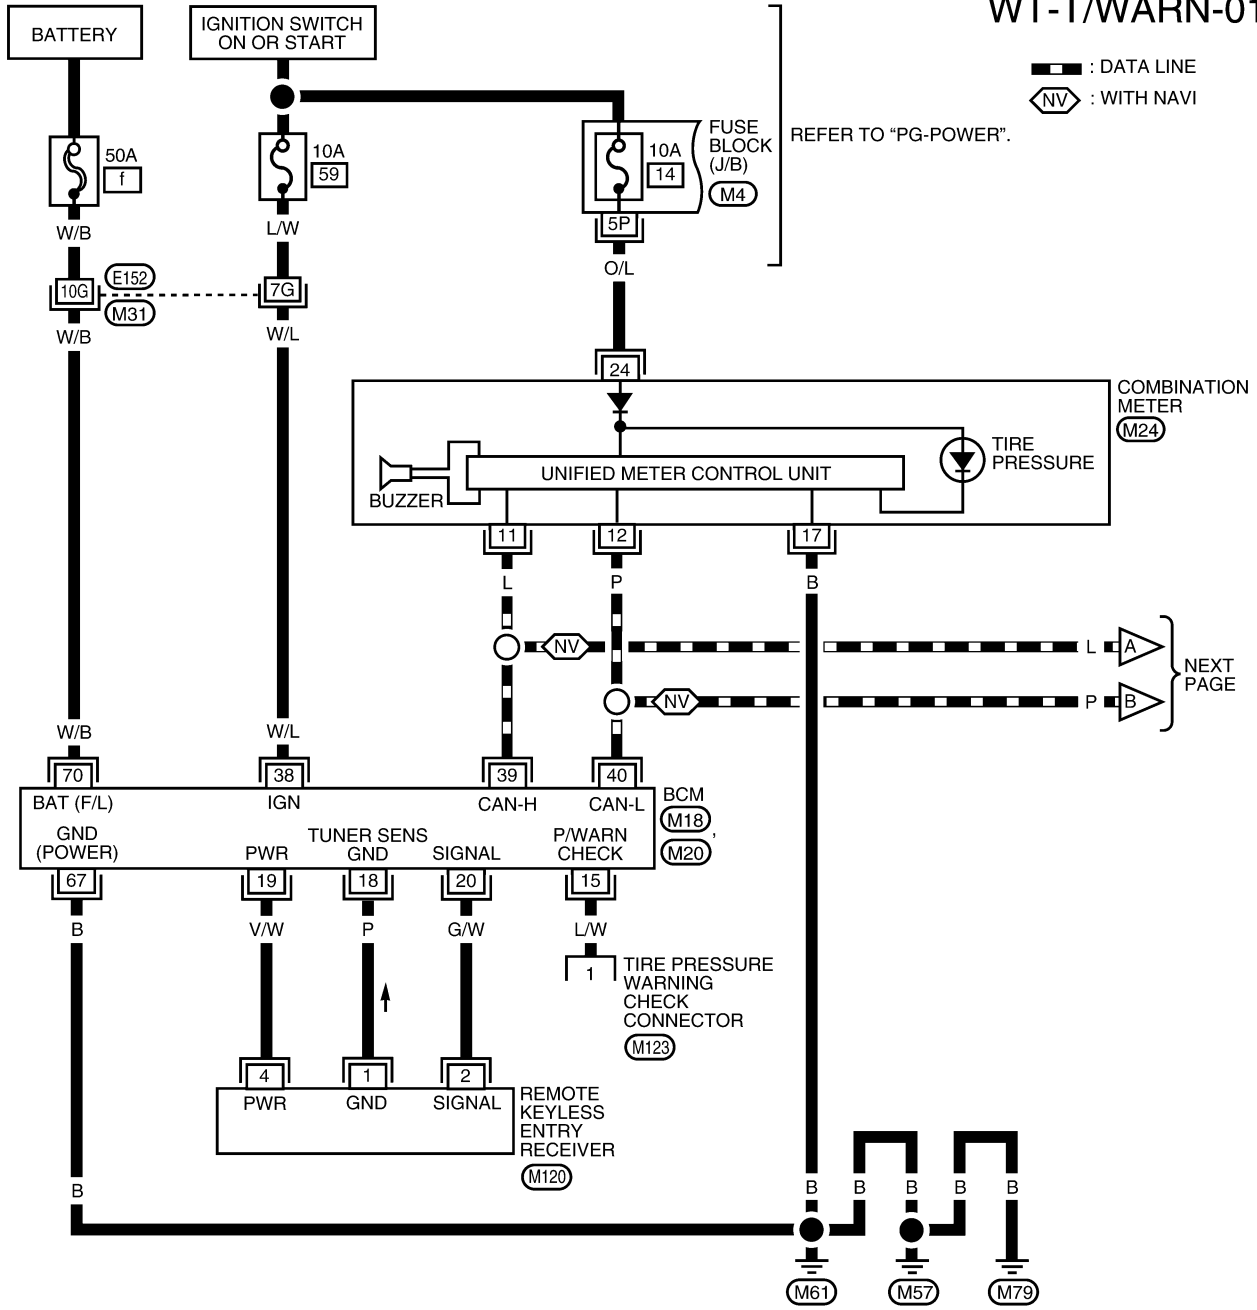 WT-T/WARN-01
BATTERY
IGNITION SWITCH
ON OR START
: DATA LINE
NV : WITH NAVI
50A
f
10A
59
10A
14
5P
FUSE
BLOCK
(J/B)
M4
REFER TO “PG-POWER”.
W/B
L/W
O/L
10G
E152
M31
7G
W/B
W/L
24
COMBINATION
METER
M24
TIRE
PRESSURE
UNIFIED METER CONTROL UNIT
BUZZER
11
12
17
L
P
B
NV
L
A
NV
P
B
NEXT
PAGE
W/B
W/L
70
38
39
40
BAT (F/L)
IGN
CAN-H
CAN-L
BCM
M18 ,
M20
GND
(POWER)
PWR
TUNER SENS
GND
SIGNAL
P/WARN
CHECK
67
19
18
20
15
B
V/W
P
G/W
L/W
1
TIRE PRESSURE
WARNING
CHECK
CONNECTOR
M123
4
1
2
PWR
GND
SIGNAL
REMOTE
KEYLESS
ENTRY
RECEIVER
M120
B
B
B
B
B
B
M61
M57
M79